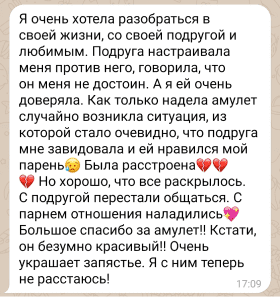 Я очень хотела разобраться в
своей жизни, со своей подругой и
любимым. Подруга настраивала
меня против него, говорила, что
он меня не достоин. А я ей очень
доверяла. Как только надела амулет
случайно возникла ситуация, из
которой стало очевидно, что подруга
мне завидовала и ей нравился мой
парень😥 Была расстроена💔💔
💔 Но хорошо, что все раскрылось.
С подругой перестали общаться. С
парнем отношения наладились💖
Большое спасибо за амулет!! Кстати,
он безумно красивый!! Очень
украшает запястье. Я с ним теперь
не расстаюсь!
17:09